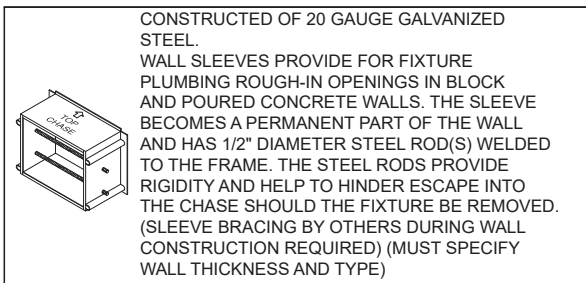 TOP
CHASE
CONSTRUCTED OF 20 GAUGE GALVANIZED
STEEL.
WALL SLEEVES PROVIDE FOR FIXTURE
PLUMBING ROUGH-IN OPENINGS IN BLOCK
AND POURED CONCRETE WALLS. THE SLEEVE
BECOMES A PERMANENT PART OF THE WALL
AND HAS 1/2" DIAMETER STEEL ROD(S) WELDED
TO THE FRAME. THE STEEL RODS PROVIDE
RIGIDITY AND HELP TO HINDER ESCAPE INTO
THE CHASE SHOULD THE FIXTURE BE REMOVED.
(SLEEVE BRACING BY OTHERS DURING WALL
CONSTRUCTION REQUIRED) (MUST SPECIFY
WALL THICKNESS AND TYPE)